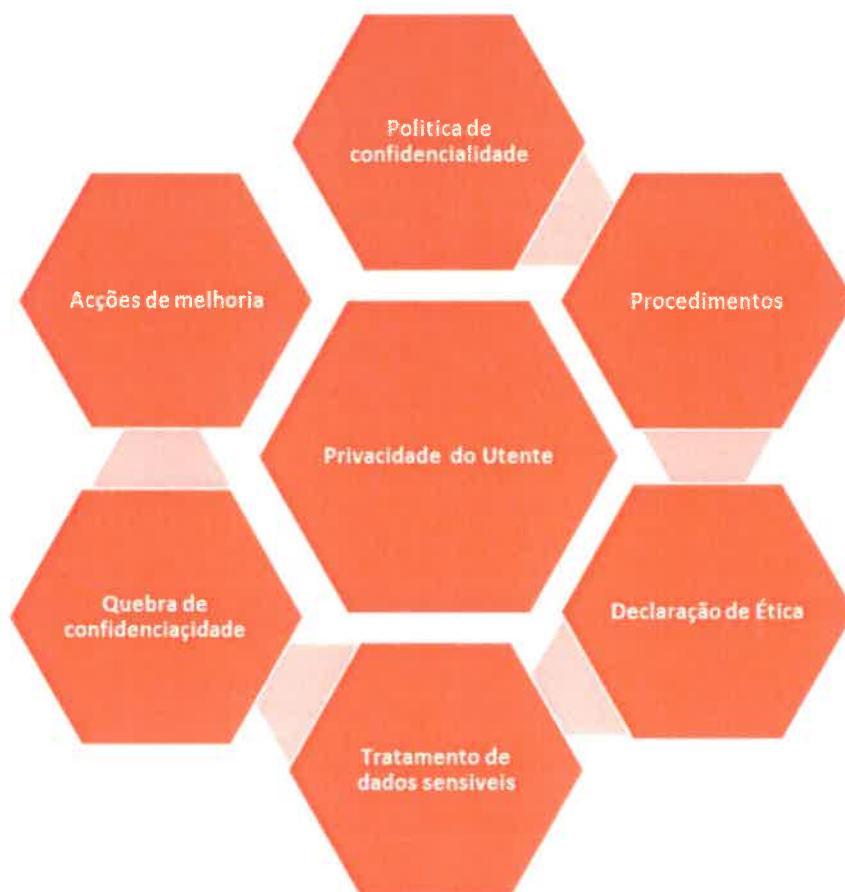 Politica de
confidencialidade
Procedimentos
Declaração de Ética
Tratamento de
dados sensiveis
Quebra de
confidenciaçidade
Acções de melhoria
Privacidade do Utente